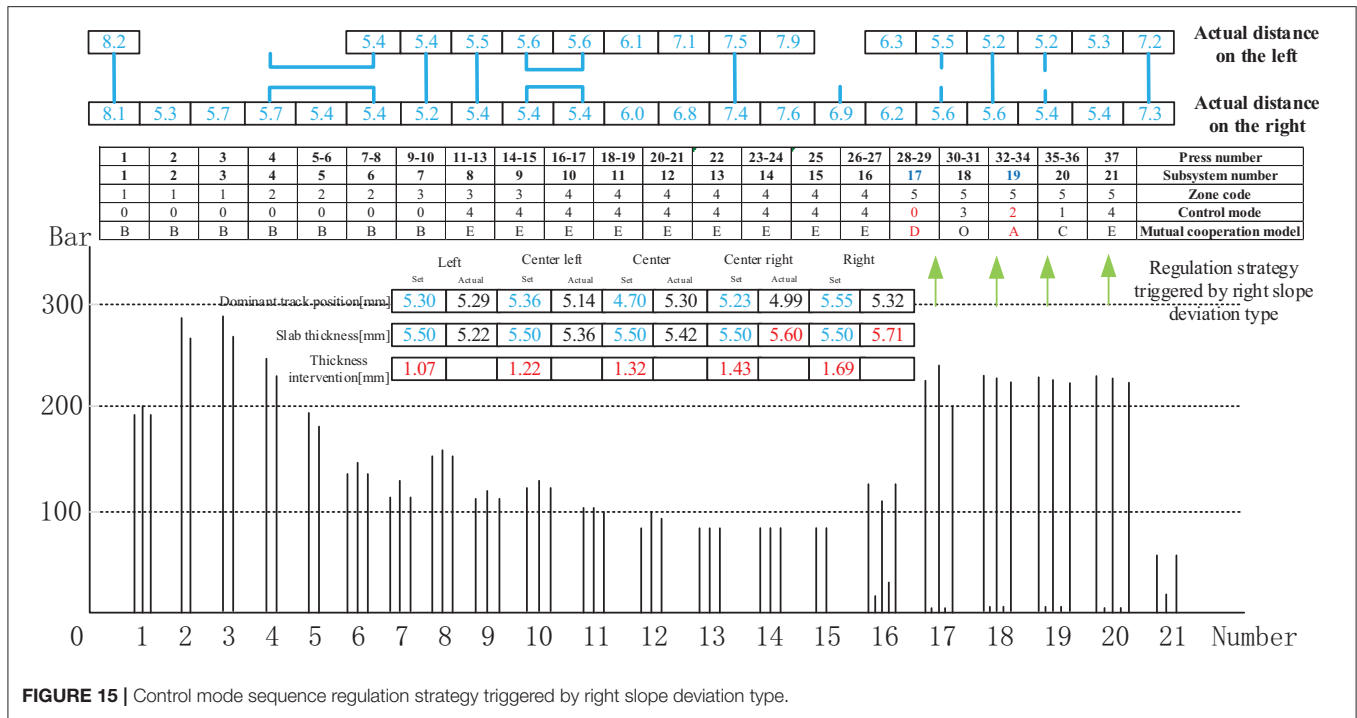 8.2 5.4 5.4 5.5 5.6 5.6 6.1 7.1 7.5 7.9 6.3 5.5 5.2 5.2 5.3 7.2 Actual distance on the left
8.1 5.3 5.7 5.7 5.4 5.4 5.2 5.4 5.4 5.4 6.0 6.8 7.4 7.6 6.9 6.2 5.6 5.6 5.4 5.4 7.3 Actual distance on the right
1 2 3 4 5-6 7-8 9-10 11-13 14-15 16-17 18-19 20-21 22 23-24 25 26-27 28-29 30-31 32-34 35-36 37 Press number
1 2 3 4 5 6 7 8 9 10 11 12 13 14 15 16 17 18 19 20 21 Subsystem number
1 1 1 2 2 2 3 3 3 4 4 4 4 4 4 4 5 5 5 5 5 Zone code
0 0 0 0 0 0 0 4 4 4 4 4 4 4 4 4 0 3 2 1 4 Control mode
B B B B B B B E E E E E E E E E D O A C E Mutual cooperation model
Bar
Left Center left Center Center right Right
Set Actual Set Actual Set Actual Set Actual Set Actual
Dominant track position[mm] 5.30 5.29 5.36 5.14 4.70 5.30 5.23 4.99 5.55 5.32
Slab thickness[mm] 5.50 5.22 5.50 5.36 5.50 5.42 5.50 5.60 5.50 5.71
Thickness intervention[mm] 1.07 1.22 1.32 1.43 1.69
Regulation strategy
triggered by right slope
deviation type
300
200
100
0 1 2 3 4 5 6 7 8 9 10 11 12 13 14 15 16 17 18 19 20 21 Number
FIGURE 15 | Control mode sequence regulation strategy triggered by right slope deviation type.